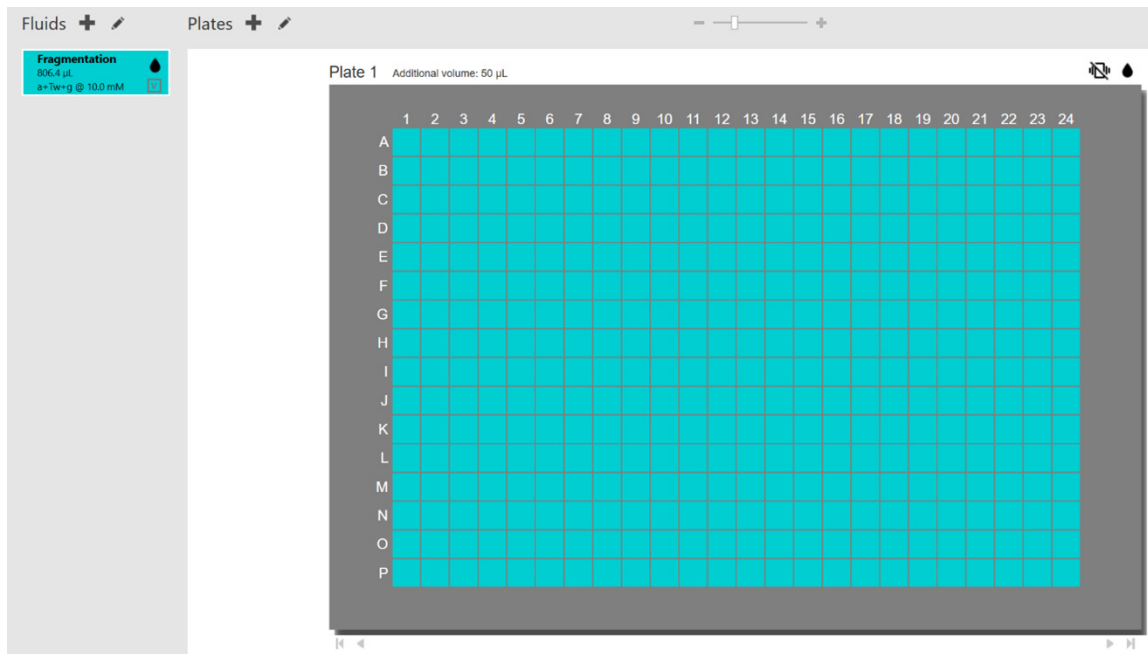 Fluids
Plates
Fragmentation
806.4 µL
a+Tw+g @ 10.0 mM
V
Plate 1 Additional volume: 50 µL
1 2 3 4 5 6 7 8 9 10 11 12 13 14 15 16 17 18 19 20 21 22 23 24
A
B
C
D
E
F
G
H
I
J
K
L
M
N
O
P